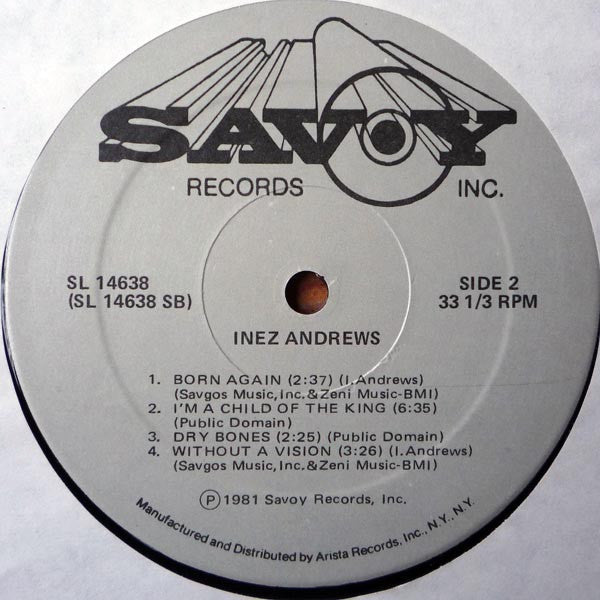 SAVOY
RECORDS INC.
SL 14638
(SL 14638 SB)
SIDE 2
33 1/3 RPM
INEZ ANDREWS
1. BORN AGAIN (2:37) (I.Andrews)
(Savgos Music, Inc. & Zeni Music-BMI)
2. I'M A CHILD OF THE KING (6:35)
(Public Domain)
3. DRY BONES (2:25) (Public Domain)
4. WITHOUT A VISION (3:26) (I.Andrews)
(Savgos Music, Inc. & Zeni Music-BMI)
Ⓟ 1981 Savoy Records, Inc.
Manufactured and Distributed by Arista Records, Inc., N.Y., N.Y.